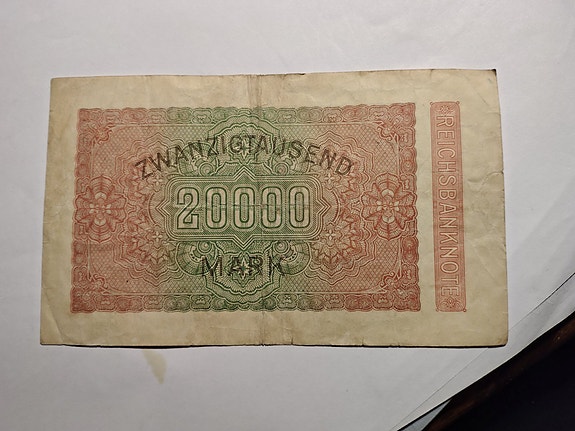 ZWANZIGTAUSEND
20000
MARK
REICHSBANKNOTE